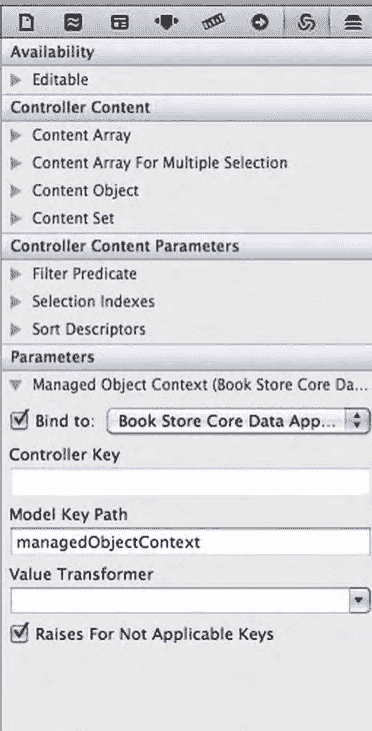 Availability
Editable
Controller Content
Content Array
Content Array For Multiple Selection
Content Object
Content Set
Controller Content Parameters
Filter Predicate
Selection Indexes
Sort Descriptors
Parameters
Managed Object Context (Book Store Core Da...
Bind to: Book Store Core Data App...
Controller Key
Model Key Path
managedObjectContext
Value Transformer
Raises For Not Applicable Keys